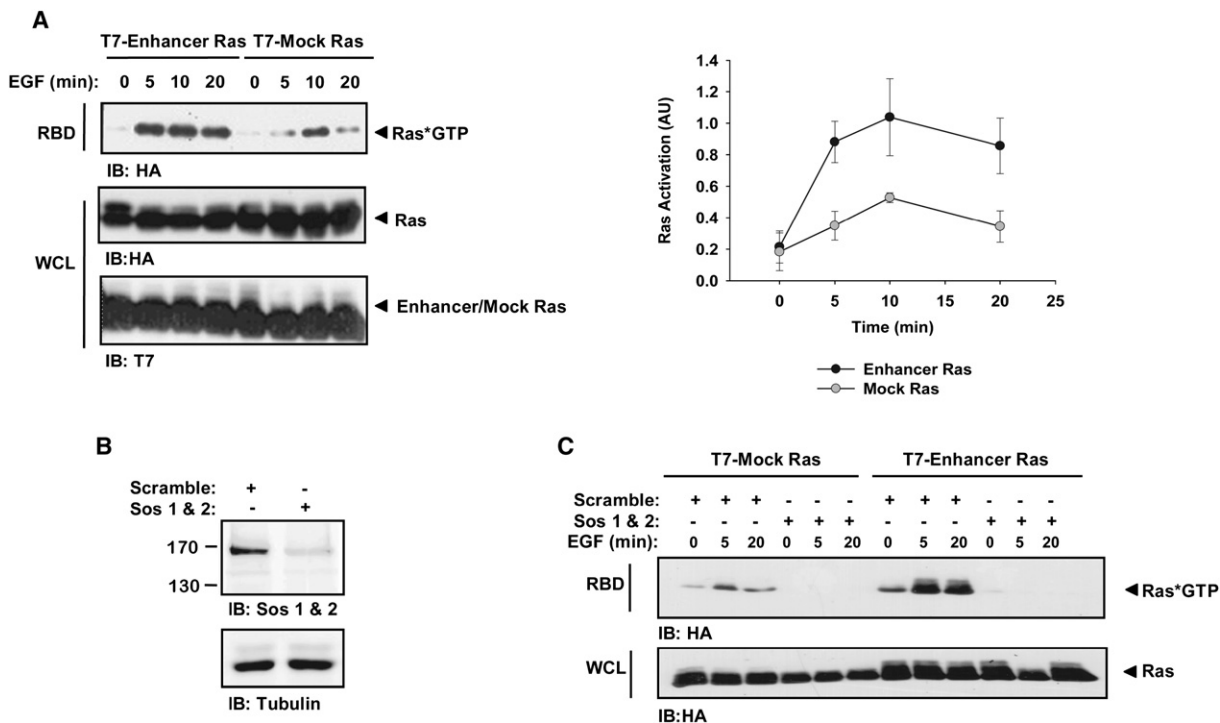 A
T7-Enhancer Ras T7-Mock Ras
EGF (min): 0 5 10 20 0 5 10 20
RBD
Ras*GTP
IB: HA
WCL
Ras
IB:HA
Enhancer/Mock Ras
IB: T7
Ras Activation (AU)
1.4
1.2
1.0
0.8
0.6
0.4
0.2
0.0
0 5 10 15 20 25
Time (min)
Enhancer Ras
Mock Ras
B
Scramble: + -
Sos 1 & 2: - +
170
130
IB: Sos 1 & 2
IB: Tubulin
C
T7-Mock Ras T7-Enhancer Ras
Scramble: + + + - - - + + + - - -
Sos 1 & 2: - - - + + + - - - + + +
EGF (min): 0 5 20 0 5 20 0 5 20 0 5 20
RBD
Ras*GTP
IB: HA
WCL
Ras
IB:HA